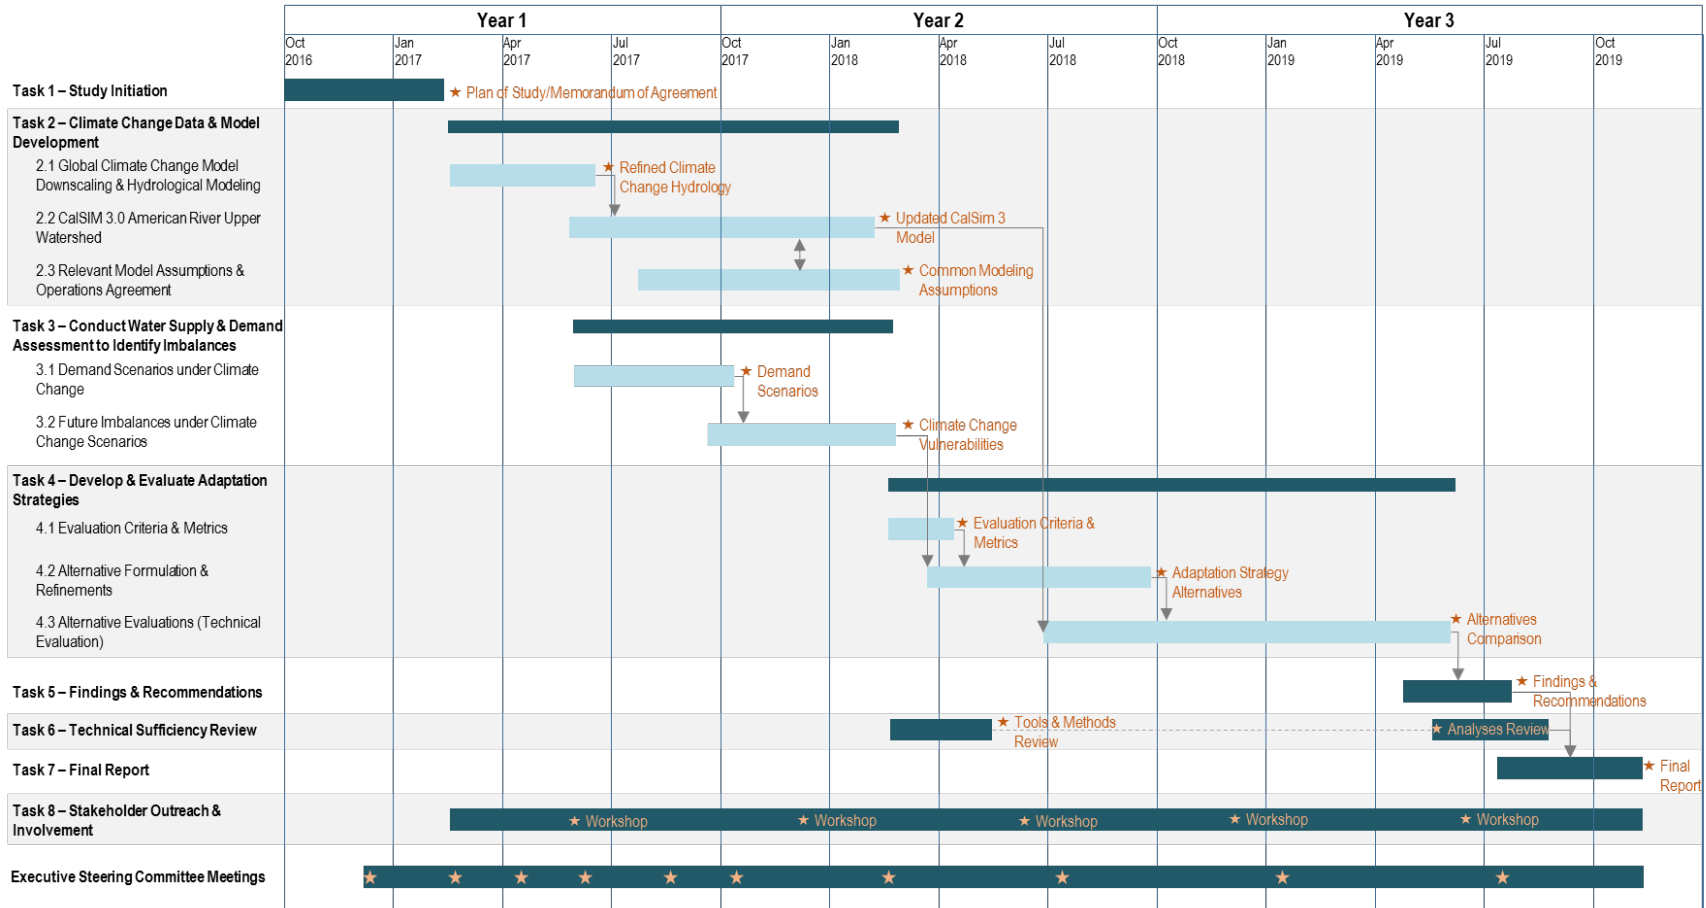 Year 1
Year 2
Year 3
Oct
2016
Jan
2017
Apr
2017
Jul
2017
Oct
2017
Jan
2018
Apr
2018
Jul
2018
Oct
2018
Jan
2019
Apr
2019
Jul
2019
Oct
2019
Task 1 – Study Initiation
★ Plan of Study/Memorandum of Agreement
Task 2 – Climate Change Data & Model
Development
2.1 Global Climate Change Model
Downscaling & Hydrological Modeling
★ Refined Climate
Change Hydrology
2.2 CalSIM 3.0 American River Upper
Watershed
★ Updated CalSim 3
Model
2.3 Relevant Model Assumptions &
Operations Agreement
★ Common Modeling
Assumptions
Task 3 – Conduct Water Supply & Demand
Assessment to Identify Imbalances
3.1 Demand Scenarios under Climate
Change
★ Demand
Scenarios
3.2 Future Imbalances under Climate
Change Scenarios
★ Climate Change
Vulnerabilities
Task 4 – Develop & Evaluate Adaptation
Strategies
4.1 Evaluation Criteria & Metrics
★ Evaluation Criteria &
Metrics
4.2 Alternative Formulation &
Refinements
★ Adaptation Strategy
Alternatives
4.3 Alternative Evaluations (Technical
Evaluation)
★ Alternatives
Comparison
Task 5 – Findings & Recommendations
★ Findings &
Recommendations
Task 6 – Technical Sufficiency Review
★ Tools & Methods
Review
★ Analyses Review
Task 7 – Final Report
★ Final
Report
Task 8 – Stakeholder Outreach &
Involvement
★ Workshop
★ Workshop
★ Workshop
★ Workshop
★ Workshop
Executive Steering Committee Meetings